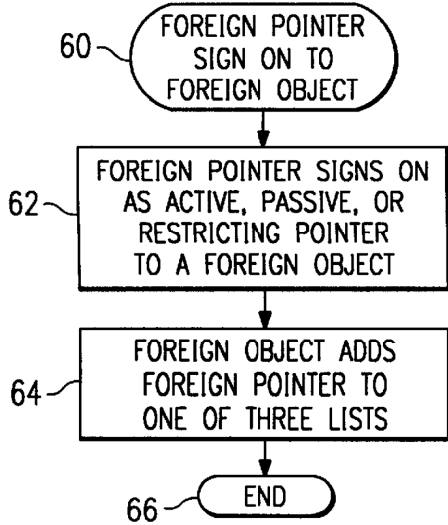 60
FOREIGN POINTER
SIGN ON TO
FOREIGN OBJECT
62
FOREIGN POINTER SIGNS ON
AS ACTIVE, PASSIVE, OR
RESTRICTING POINTER
TO A FOREIGN OBJECT
64
FOREIGN OBJECT ADDS
FOREIGN POINTER TO
ONE OF THREE LISTS
66
END